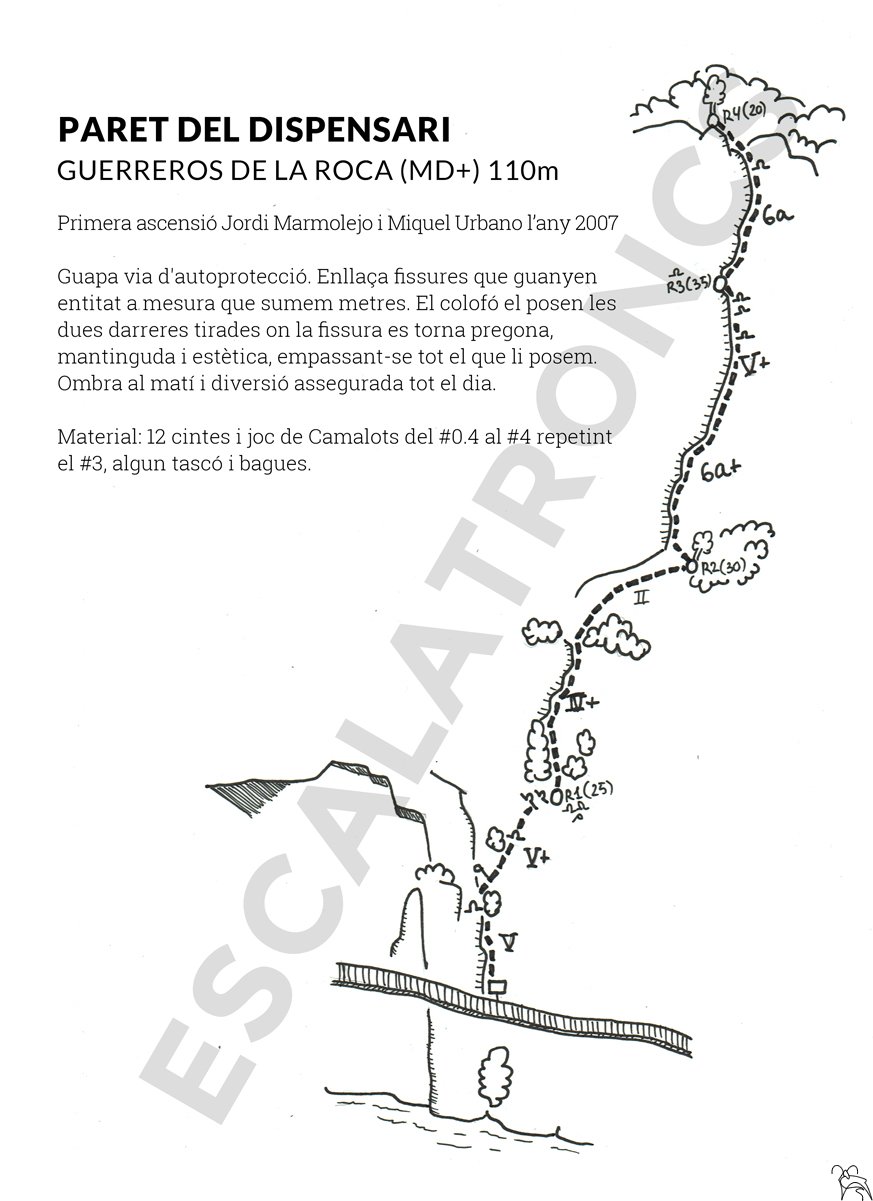 PARET DEL DISPENSARI
GUERREROS DE LA ROCA (MD+) 110m
Primera ascensió Jordi Marmolejo i Miquel Urbano l’any 2007
Guapa via d'autoprotecció. Enllaça fissures que guanyen
entitat a mesura que sumem metres. El colofó el posen les
dues darreres tirades on la fissura es torna pregona,
mantinguda i estètica, empassant-se tot el que li posem.
Ombra al matí i diversió assegurada tot el dia.
Material: 12 cintes i joc de Camalots del #0.4 al #4 repetint
el #3, algun tascó i bagues.
R4(20)
6a
R3(35)
V+
6a+
R2(30)
II
IV+
R1(25)
V+
V
ESCALATRONCS